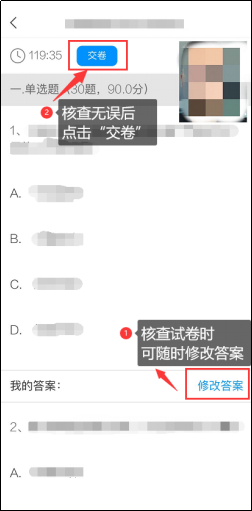 119:35 交卷
一.单选题（30题，90.0分）
2 核查无误后
点击“交卷”
1、
A.
B.
C.
D.
1 核查试卷时
可随时修改答案
我的答案： 修改答案
2、
A.